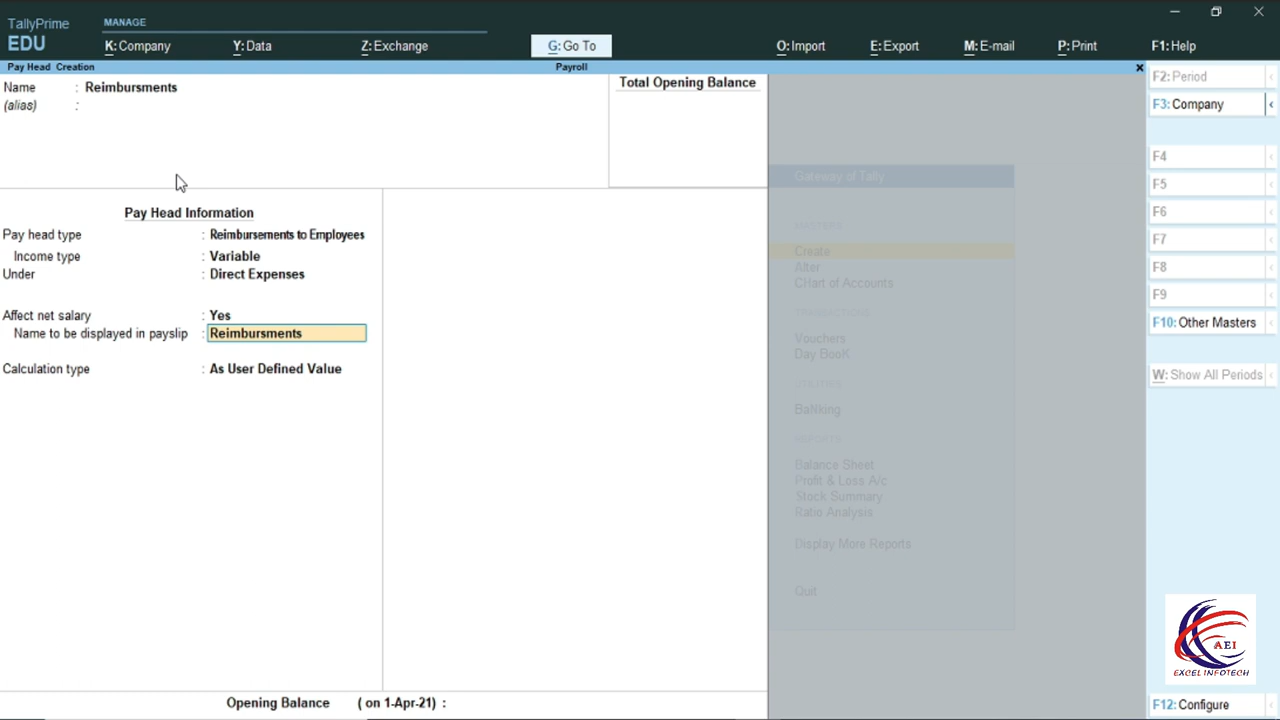 TallyPrime
EDU
MANAGE
K: Company
Y: Data
Z: Exchange
G: Go To
O: Import
E: Export
M: E-mail
P: Print
F1: Help
Pay Head Creation
Payroll
Name : Reimbursments
(alias) :
Total Opening Balance
Pay Head Information
Pay head type : Reimbursements to Employees
Income type : Variable
Under : Direct Expenses
Affect net salary : Yes
Name to be displayed in payslip : Reimbursments
Calculation type : As User Defined Value
Opening Balance ( on 1-Apr-21) :
Gateway of Tally
MASTERS
Create
Alter
CHart of Accounts
TRANSACTIONS
Vouchers
Day BooK
UTILITIES
BaNking
REPORTS
Balance Sheet
Profit & Loss A/c
Stock Summary
Ratio Analysis
Display More Reports
Quit
F2: Period
F3: Company
F4
F5
F6
F7
F8
F9
F10: Other Masters
W: Show All Periods
AEI
EXCEL INFOTECH
F12: Configure